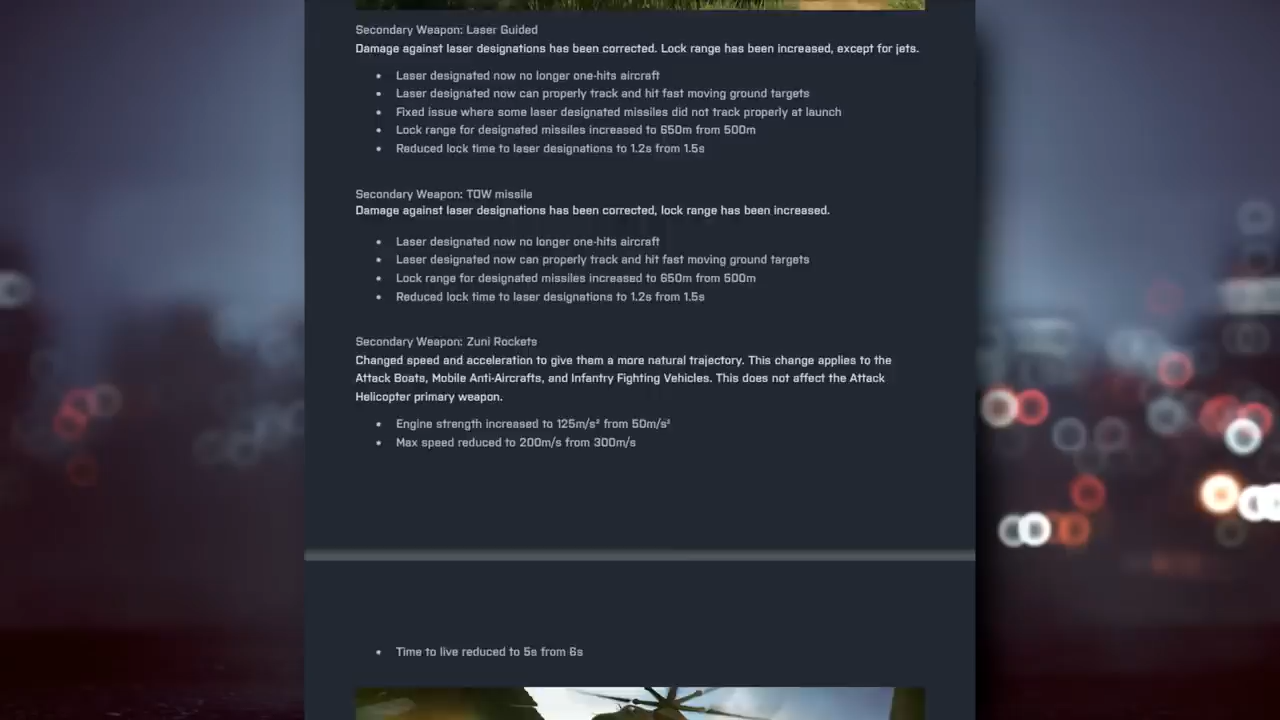 Secondary Weapon: Laser Guided
Damage against laser designations has been corrected. Lock range has been increased, except for jets.
• Laser designated now no longer one-hits aircraft
• Laser designated now can properly track and hit fast moving ground targets
• Fixed issue where some laser designated missiles did not track properly at launch
• Lock range for designated missiles increased to 650m from 500m
• Reduced lock time to laser designations to 1.2s from 1.5s
Secondary Weapon: TOW missile
Damage against laser designations has been corrected, lock range has been increased.
• Laser designated now no longer one-hits aircraft
• Laser designated now can properly track and hit fast moving ground targets
• Lock range for designated missiles increased to 650m from 500m
• Reduced lock time to laser designations to 1.2s from 1.5s
Secondary Weapon: Zuni Rockets
Changed speed and acceleration to give them a more natural trajectory. This change applies to the
Attack Boats, Mobile Anti-Aircrafts, and Infantry Fighting Vehicles. This does not affect the Attack
Helicopter primary weapon.
• Engine strength increased to 125m/s² from 50m/s²
• Max speed reduced to 200m/s from 300m/s
• Time to live reduced to 5s from 6s